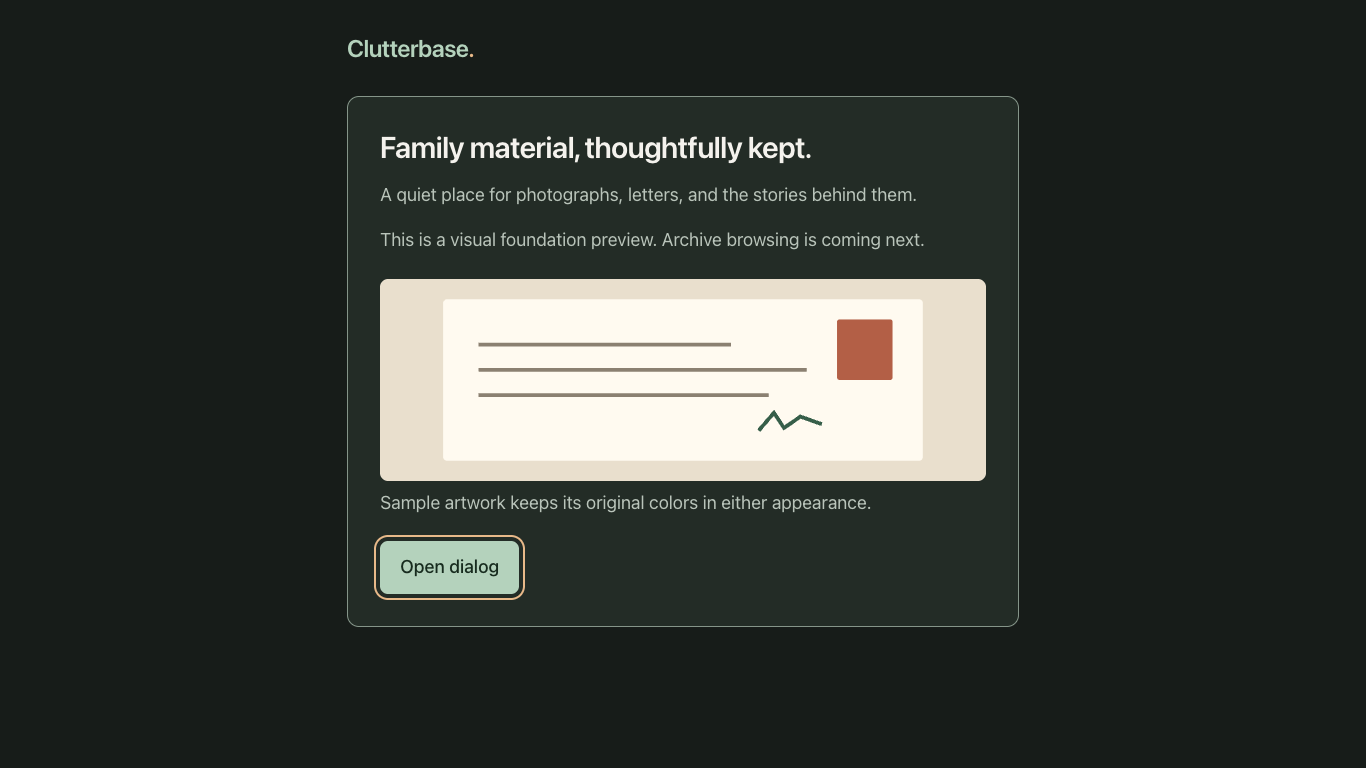 Clutterbase.
Family material, thoughtfully kept.
A quiet place for photographs, letters, and the stories behind them.
This is a visual foundation preview. Archive browsing is coming next.
Sample artwork keeps its original colors in either appearance.
Open dialog